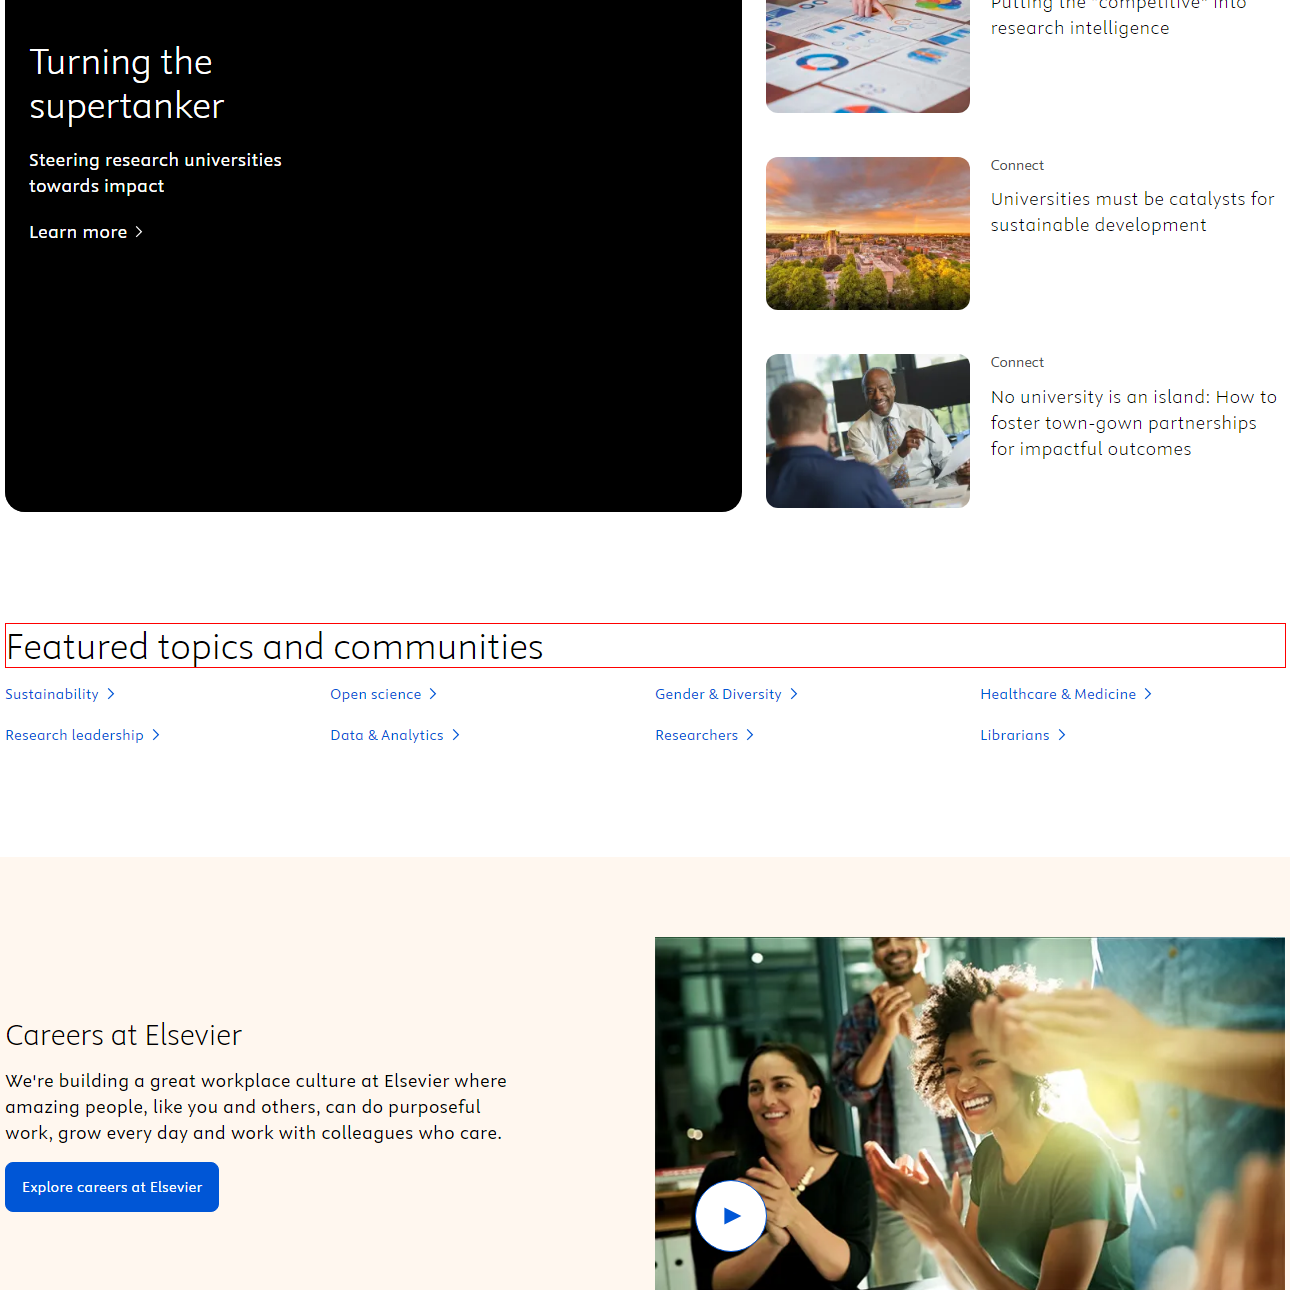 Turning the
supertanker
Steering research universities
towards impact
Learn more
Putting the "competitive" into
research intelligence
Connect
Universities must be catalysts for
sustainable development
Connect
No university is an island: How to
foster town-gown partnerships
for impactful outcomes
Featured topics and communities
Sustainability
Open science
Gender & Diversity
Healthcare & Medicine
Research leadership
Data & Analytics
Researchers
Librarians
Careers at Elsevier
We're building a great workplace culture at Elsevier where
amazing people, like you and others, can do purposeful
work, grow every day and work with colleagues who care.
Explore careers at Elsevier